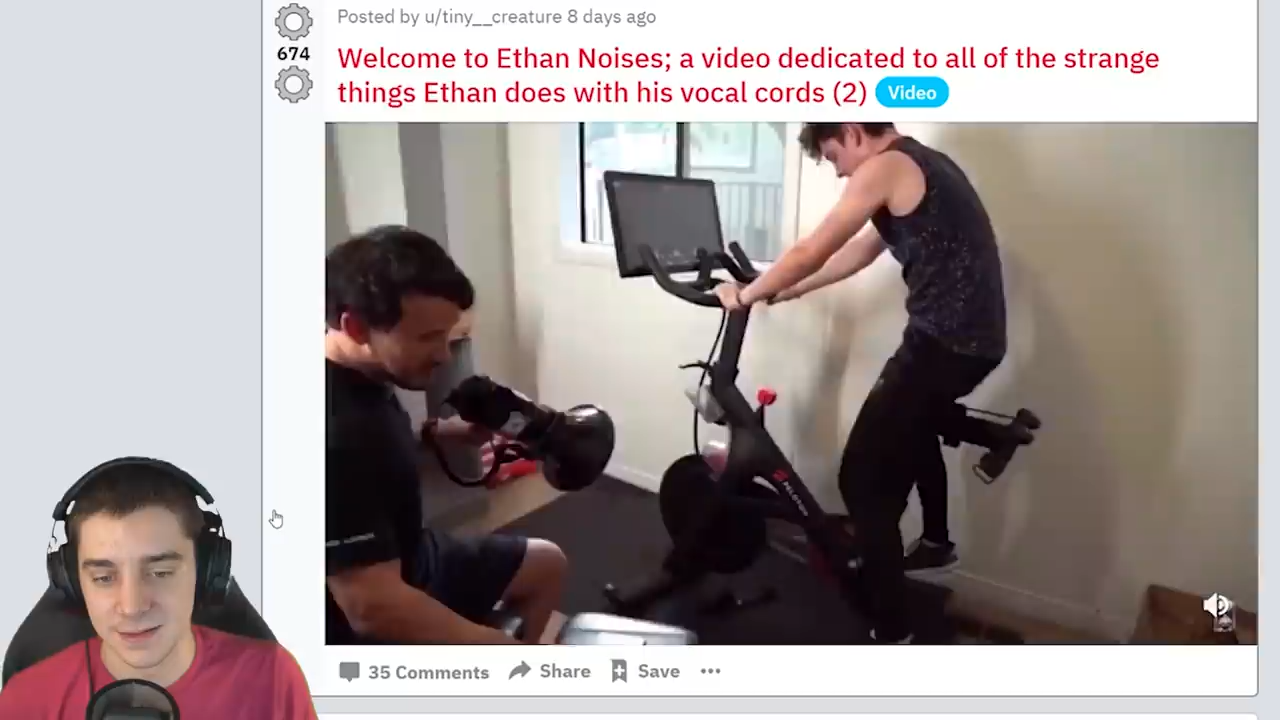 Posted by u/tiny__creature 8 days ago
674
Welcome to Ethan Noises; a video dedicated to all of the strange
things Ethan does with his vocal cords (2) Video
PELOTON
35 Comments Share Save